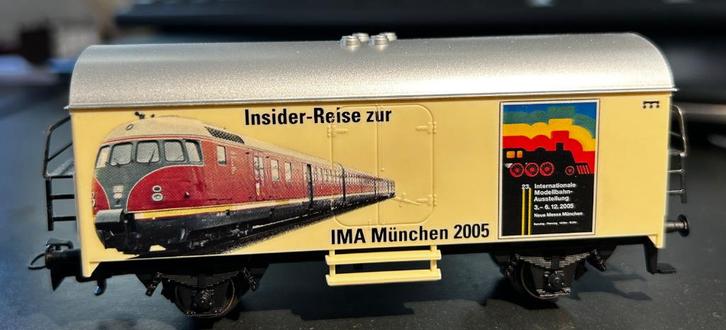 Insider-Reise zur
IMA München 2005
23. Internationale
Modellbahn-
Ausstellung
3.- 6.12.2005
Neue Messe München